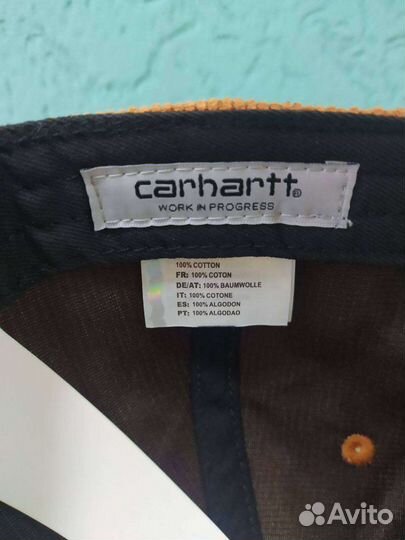 carhartt®
WORK IN PROGRESS
100% COTTON
FR: 100% COTON
DE/AT: 100% BAUMWOLLE
IT: 100% COTONE
ES: 100% ALGODON
PT: 100% ALGODAO
Avito